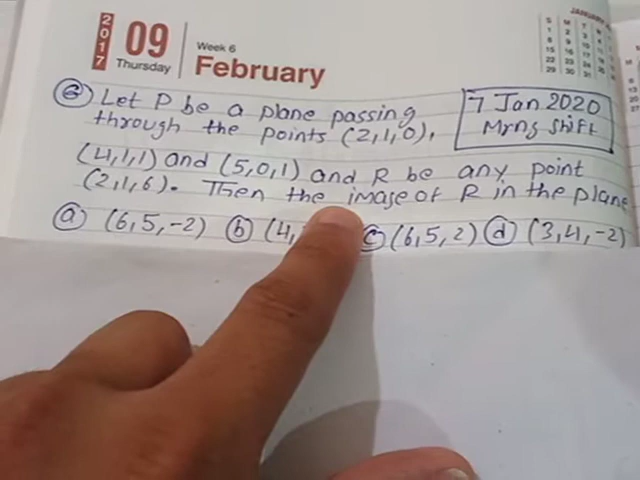 2017
09
Thursday
Week 6
February
JANUARY
6) Let P be a plane passing
7 Jan 2020
Mrng shift
through the points (2,1,0),
(4,1,1) and (5,0,1) and R be any point
(2,1,6). Then the image of R in the plane
a) (6,5,-2) b) (4, c) (6,5,2) d) (3,4,-2)